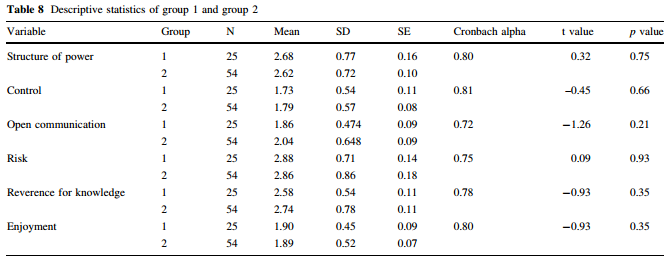 Table 8 Descriptive statistics of group 1 and group 2
Variable Group N Mean SD SE Cronbach alpha t value p value
Structure of power 1 25 2.68 0.77 0.16 0.80 0.32 0.75
2 54 2.62 0.72 0.10
Control 1 25 1.73 0.54 0.11 0.81 −0.45 0.66
2 54 1.79 0.57 0.08
Open communication 1 25 1.86 0.474 0.09 0.72 −1.26 0.21
2 54 2.04 0.648 0.09
Risk 1 25 2.88 0.71 0.14 0.75 0.09 0.93
2 54 2.86 0.86 0.18
Reverence for knowledge 1 25 2.58 0.54 0.11 0.78 −0.93 0.35
2 54 2.74 0.78 0.11
Enjoyment 1 25 1.90 0.45 0.09 0.80 −0.93 0.35
2 54 1.89 0.52 0.07